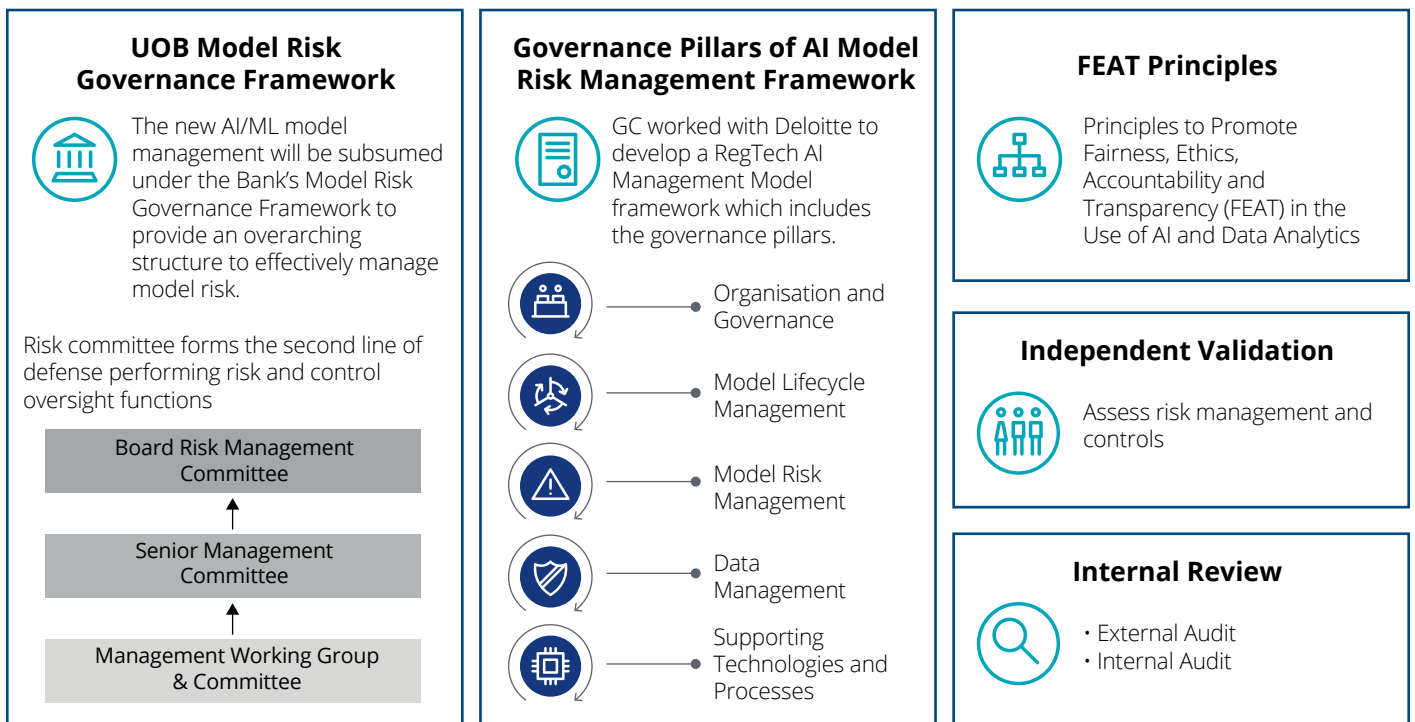 UOB Model Risk
Governance Framework
The new AI/ML model
management will be subsumed
under the Bank's Model Risk
Governance Framework to
provide an overarching
structure to effectively manage
model risk.
Risk committee forms the second line of
defense performing risk and control
oversight functions
Board Risk Management
Committee
Senior Management
Committee
Management Working Group
& Committee
Governance Pillars of AI Model
Risk Management Framework
GC worked with Deloitte to
develop a RegTech AI
Management Model
framework which includes
the governance pillars.
Organisation and
Governance
Model Lifecycle
Management
Model Risk
Management
Data
Management
Supporting
Technologies and
Processes
FEAT Principles
Principles to Promote
Fairness, Ethics,
Accountability and
Transparency (FEAT) in the
Use of AI and Data Analytics
Independent Validation
Assess risk management and
controls
Internal Review
• External Audit
• Internal Audit